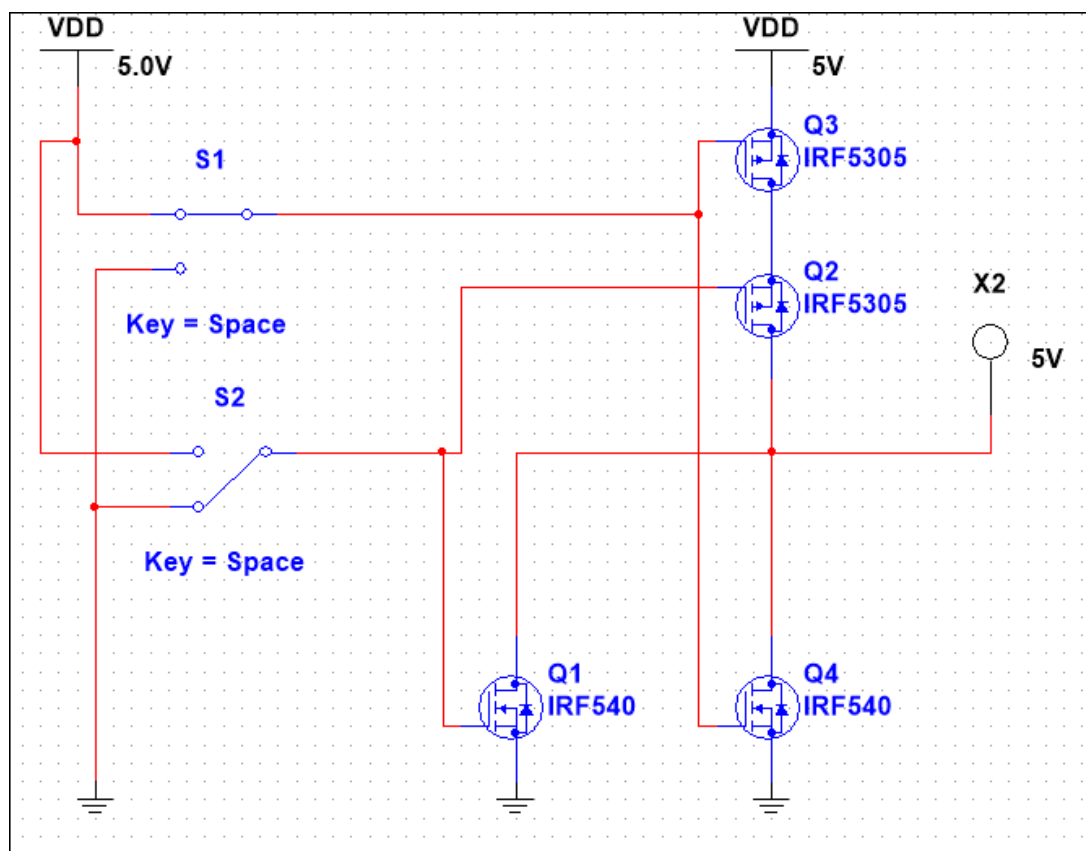 VDD
5.0V
VDD
5V
S1
Q3
IRF5305
Key = Space
Q2
IRF5305
X2
5V
S2
Key = Space
Q1
IRF540
Q4
IRF540